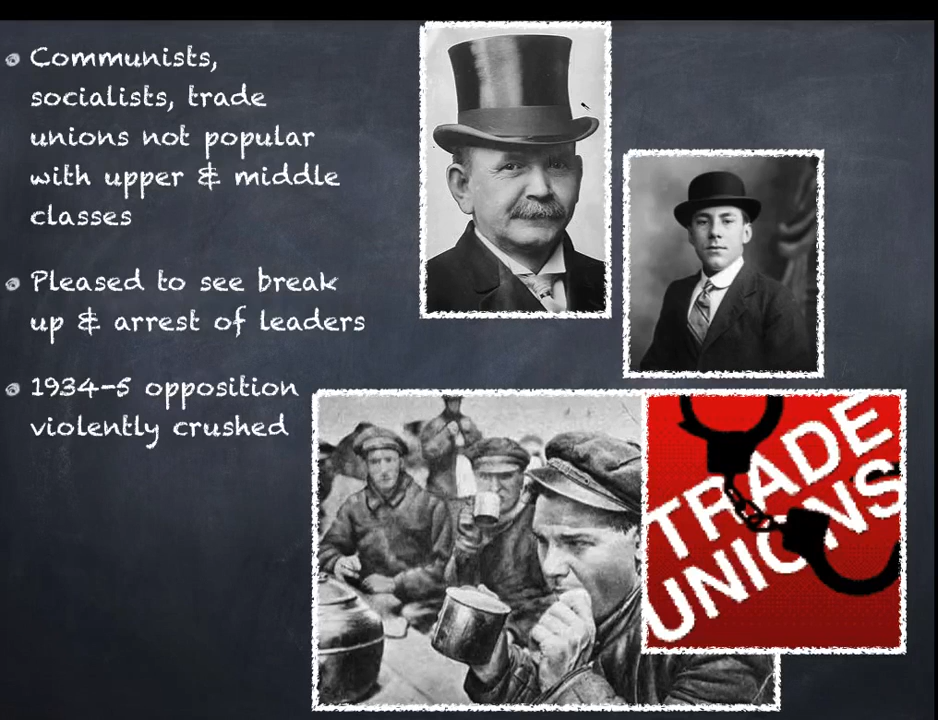 Communists,
socialists, trade
unions not popular
with upper & middle
classes
Pleased to see break
up & arrest of leaders
1934-5 opposition
violently crushed
TRADE
UNIONS